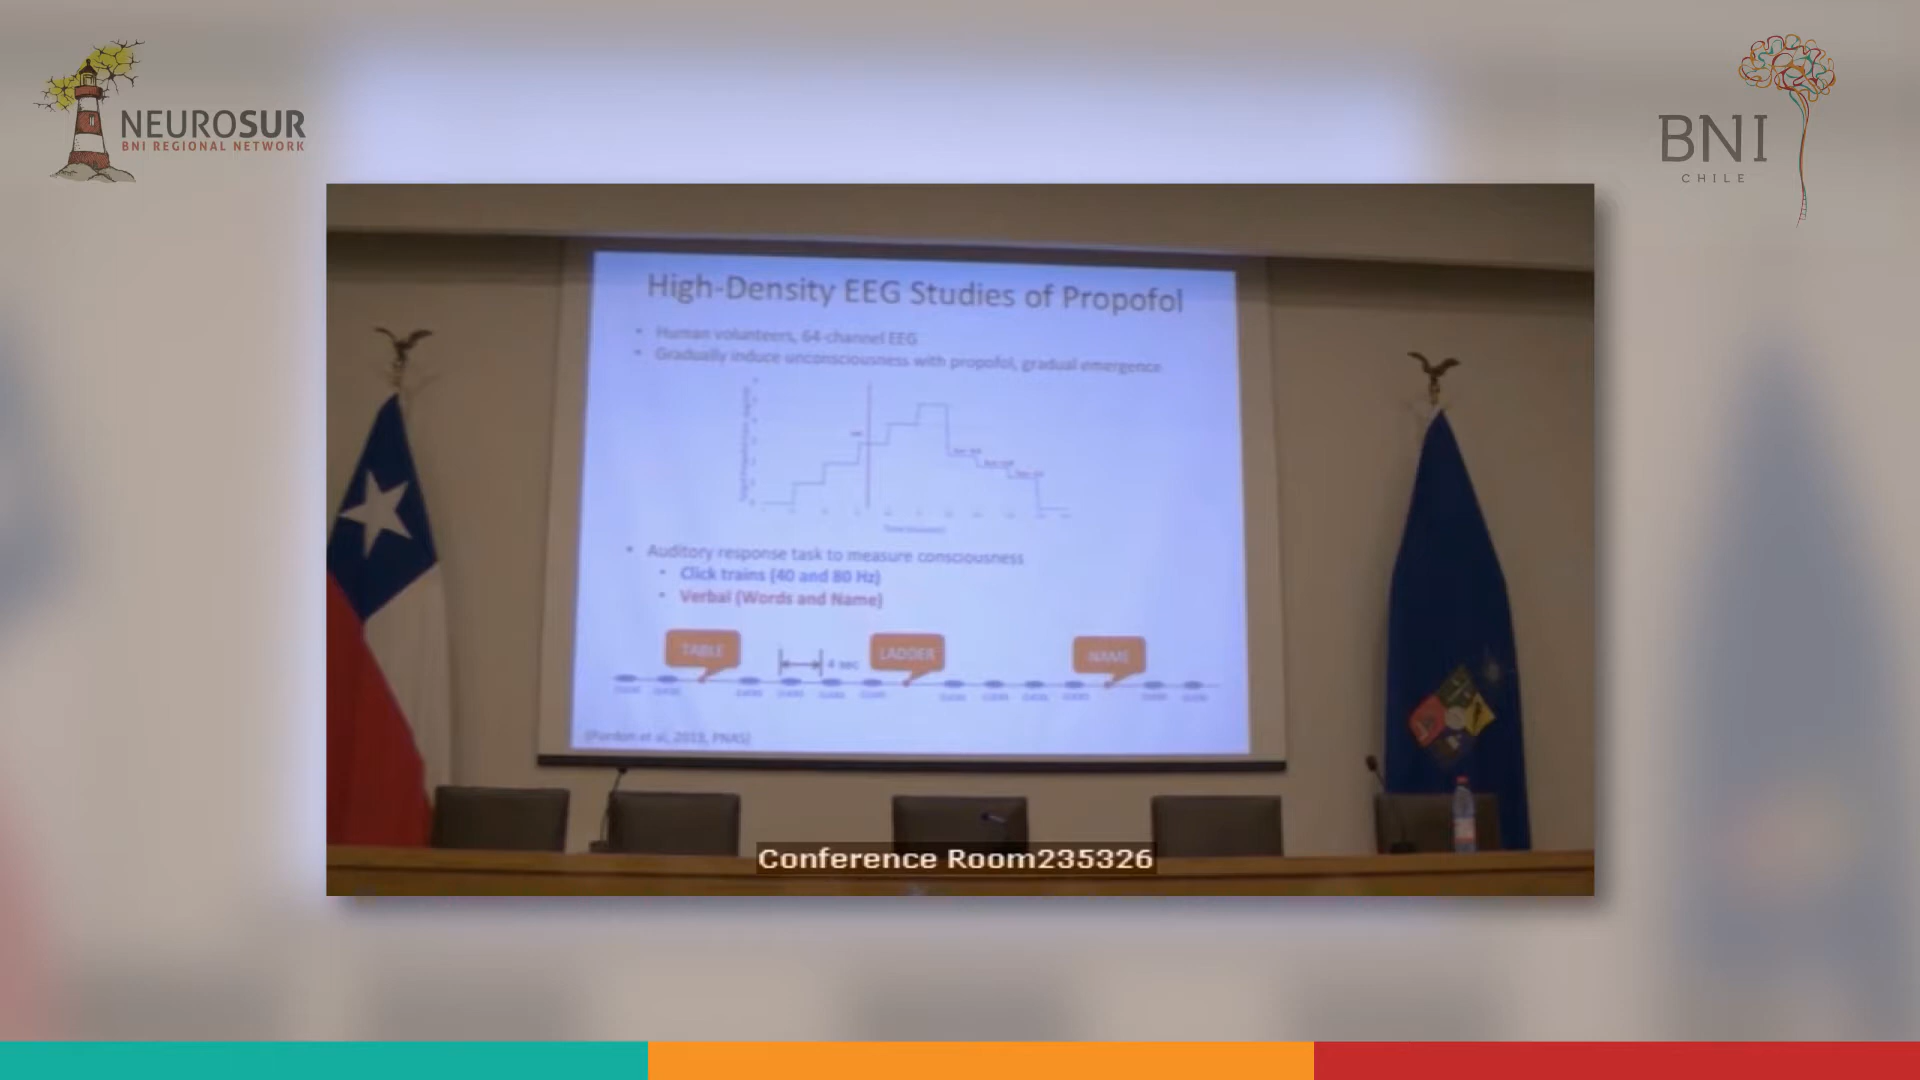 NEUROSUR
BNI REGIONAL NETWORK
BNI
CHILE
High-Density EEG Studies of Propofol
• Human volunteers, 64-channel EEG
• Gradually induce unconsciousness with propofol, gradual emergence
• Auditory response task to measure consciousness
• Click trains (40 and 80 Hz)
• Verbal (Words and Name)
TABLE
4 sec
LADDER
NAME
(Purdon et al, 2013, PNAS)
Conference Room235326